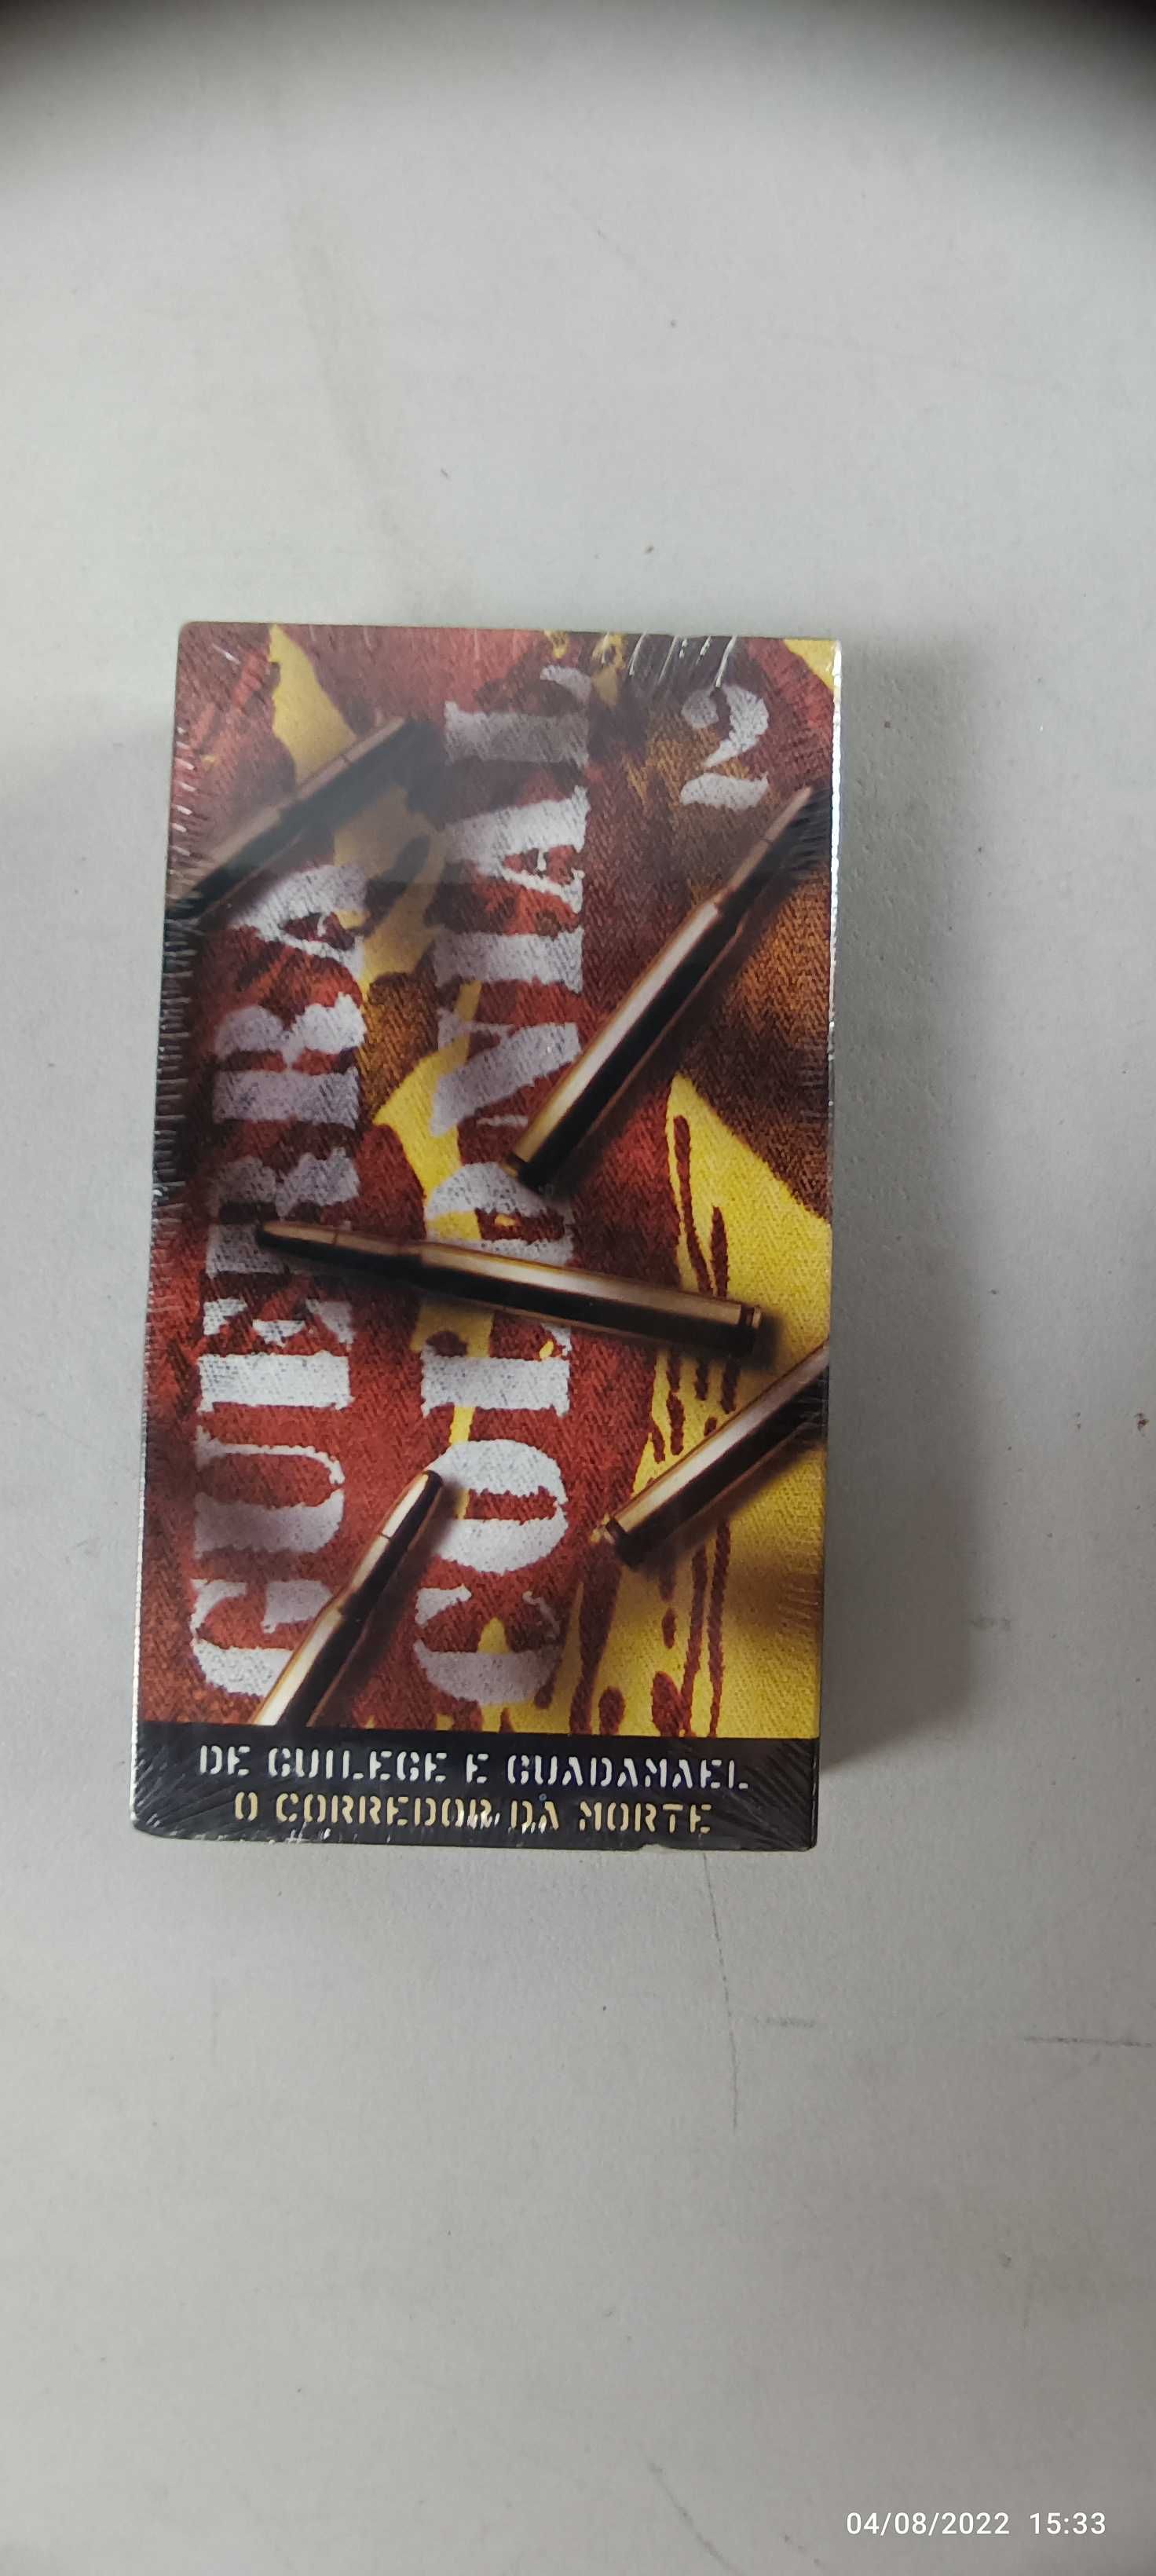 GUERRA
COLONIAL
2
DE GUILEGE E GUADAMAEL
O CORREDOR DA MORTE
04/08/2022 15:33